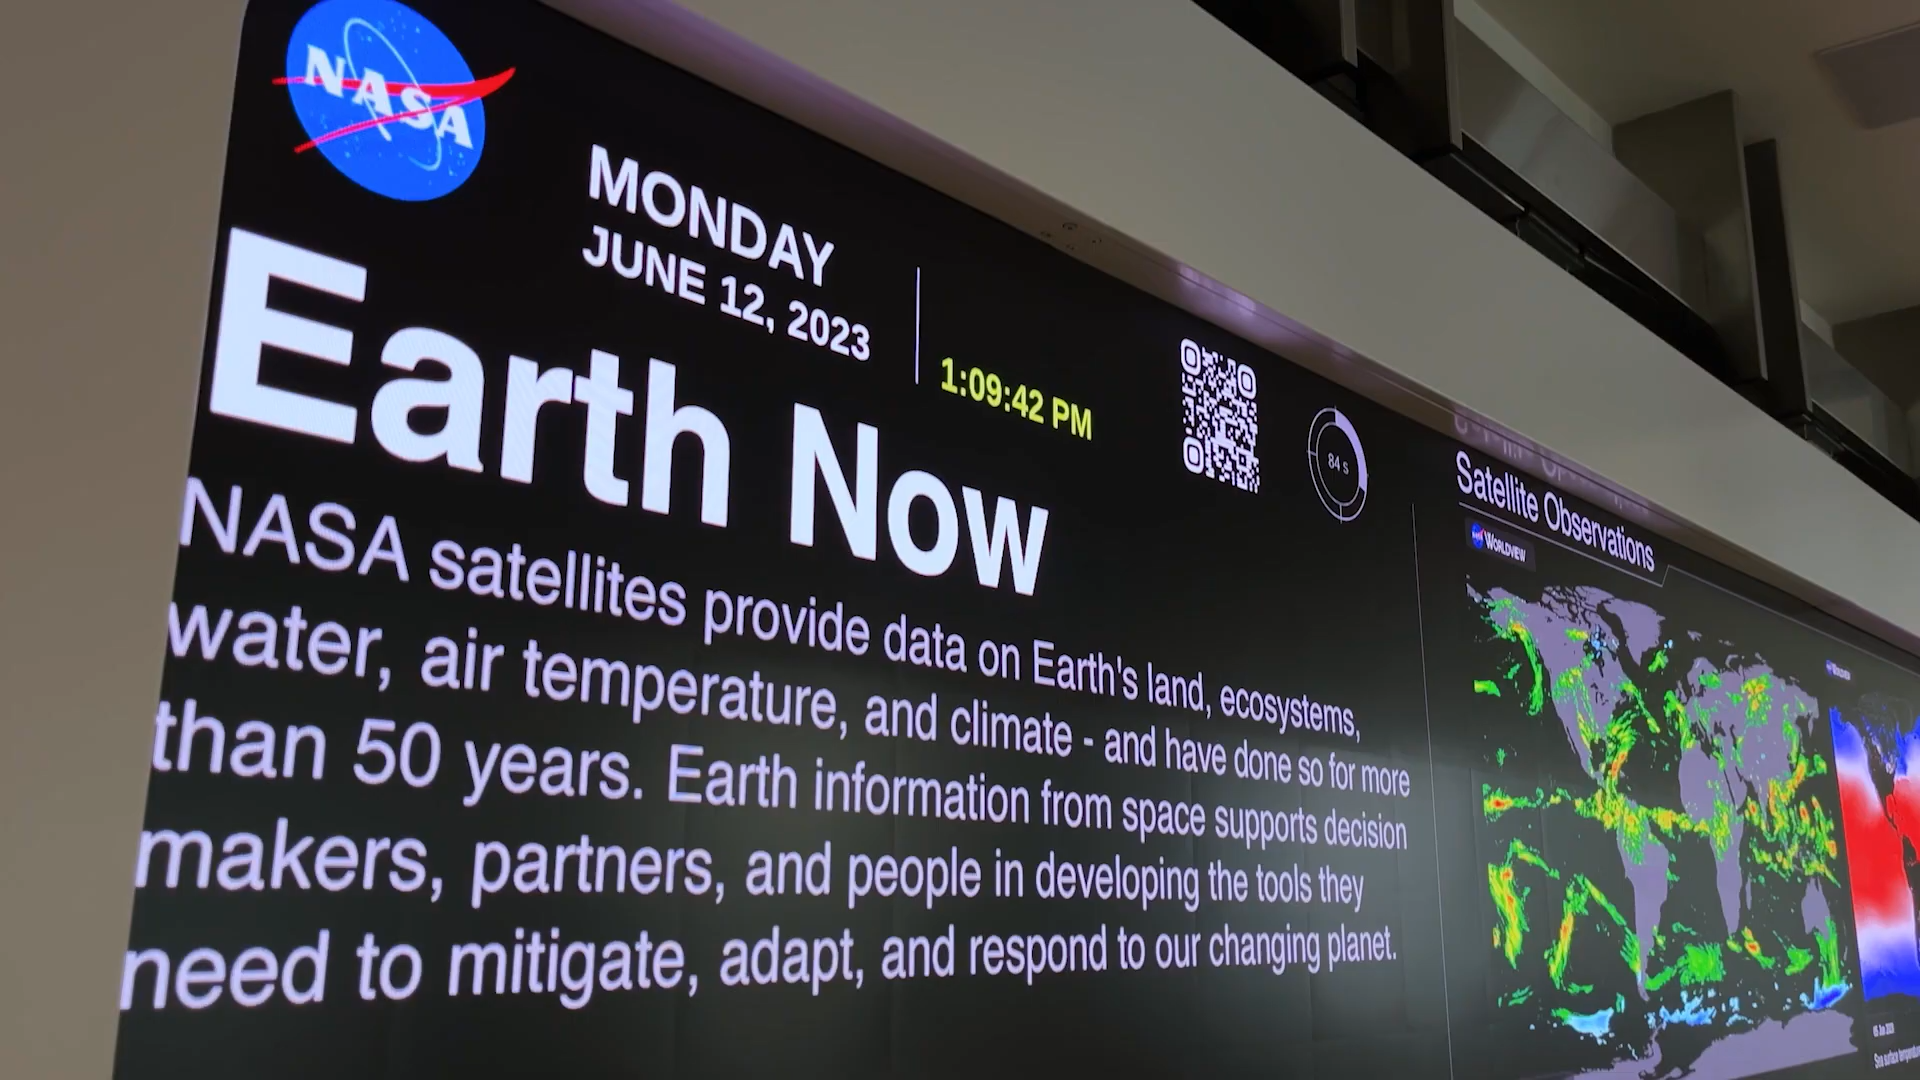 NASA
MONDAY
JUNE 12, 2023
1:09:42 PM
84 s
Earth Now
NASA satellites provide data on Earth's land, ecosystems,
water, air temperature, and climate - and have done so for more
than 50 years. Earth information from space supports decision
makers, partners, and people in developing the tools they
need to mitigate, adapt, and respond to our changing planet.
Satellite Observations
WORLDVIEW
Sea surface